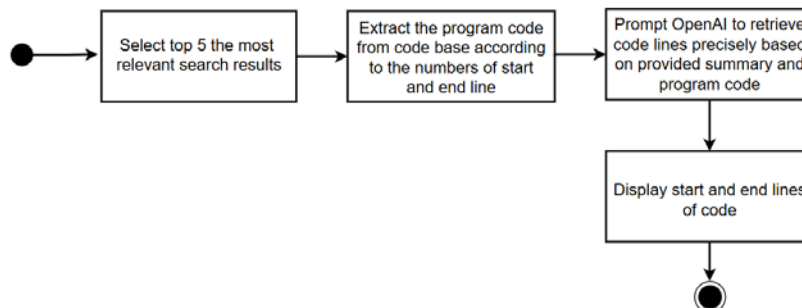 Select top 5 the most
relevant search results
Extract the program code
from code base according
to the numbers of start
and end line
Prompt OpenAI to retrieve
code lines precisely based
on provided summary and
program code
Display start and end lines
of code